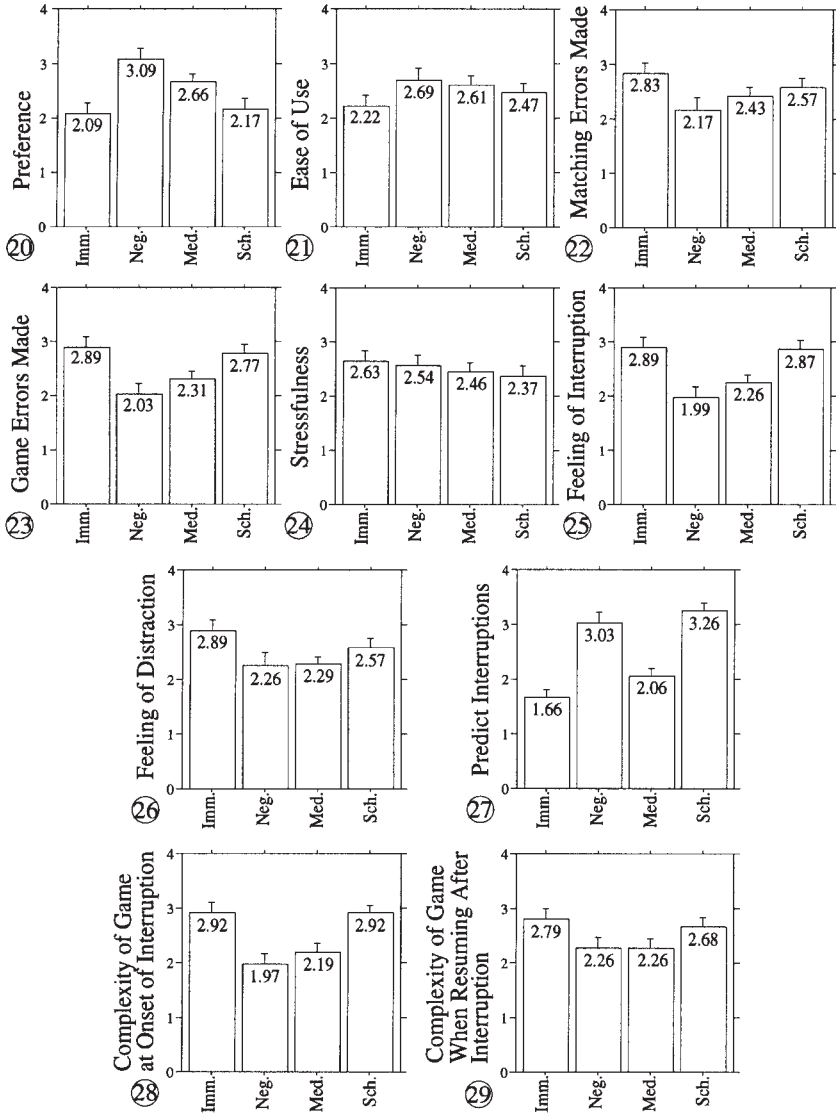 4
3
2
1
0
Preference
3.09
2.66
2.09
2.17
Imm.
Neg.
Med.
Sch.
20
4
3
2
1
0
Ease of Use
2.22
2.69
2.61
2.47
Imm.
Neg.
Med.
Sch.
21
4
3
2
1
0
Matching Errors Made
2.83
2.17
2.43
2.57
Imm.
Neg.
Med.
Sch.
22
4
3
2
1
0
Game Errors Made
2.89
2.03
2.31
2.77
Imm.
Neg.
Med.
Sch.
23
4
3
2
1
0
Stressfulness
2.63
2.54
2.46
2.37
Imm.
Neg.
Med.
Sch.
24
4
3
2
1
0
Feeling of Interruption
2.89
1.99
2.26
2.87
Imm.
Neg.
Med.
Sch.
25
4
3
2
1
0
Feeling of Distraction
2.89
2.26
2.29
2.57
Imm.
Neg.
Med.
Sch.
26
4
3
2
1
0
Predict Interruptions
1.66
3.03
2.06
3.26
Imm.
Neg.
Med.
Sch.
27
4
3
2
1
0
Complexity of Game
at Onset of Interruption
2.92
1.97
2.19
2.92
Imm.
Neg.
Med.
Sch.
28
4
3
2
1
0
Complexity of Game
When Resuming After
Interruption
2.79
2.26
2.26
2.68
Imm.
Neg.
Med.
Sch.
29